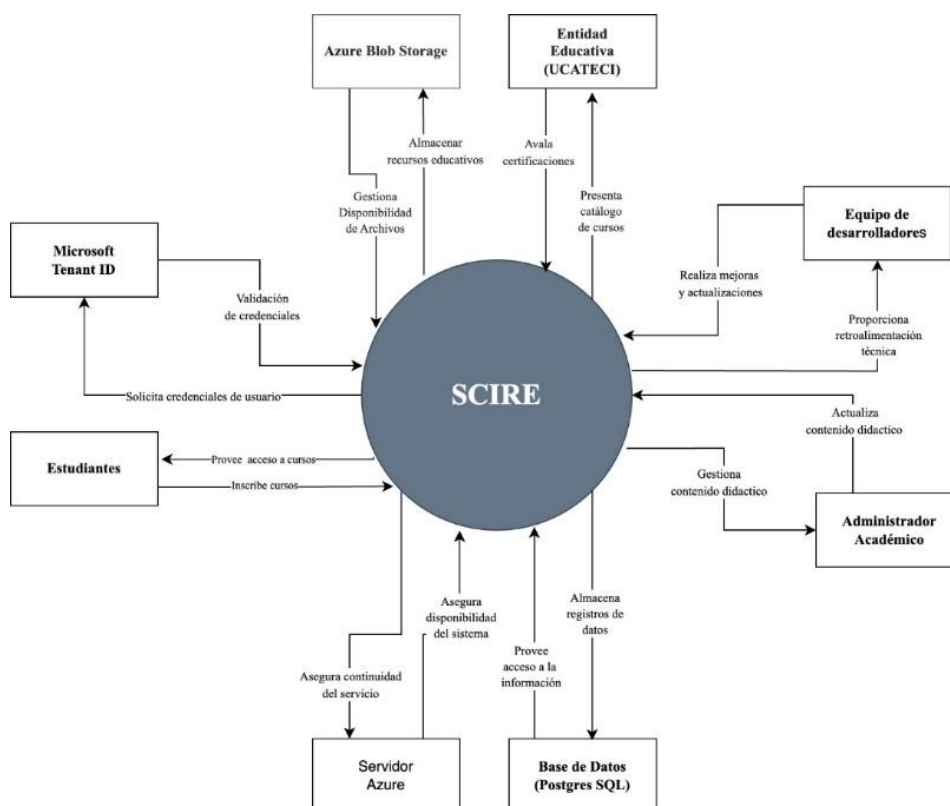 Azure Blob Storage
Entidad
Educativa
(UCATECI)
Almacenar
recursos educativos
Avala
certificaciones
Gestiona
Disponibilidad
de Archivos
Presenta
catálogo
de cursos
Equipo de
desarrolladores
Microsoft
Tenant ID
Realiza mejoras
y actualizaciones
Validación
de credenciales
Proporciona
retroalimentación
técnica
SCIRE
Solicita credenciales de usuario
Actualiza
contenido didactico
Estudiantes
Provee acceso a cursos
Inscribe cursos
Gestiona
contenido didactico
Administrador
Académico
Asegura
disponibilidad
del sistema
Almacena
registros de
datos
Provee
acceso a la
información
Asegura continuidad
del servicio
Servidor
Azure
Base de Datos
(Postgres SQL)